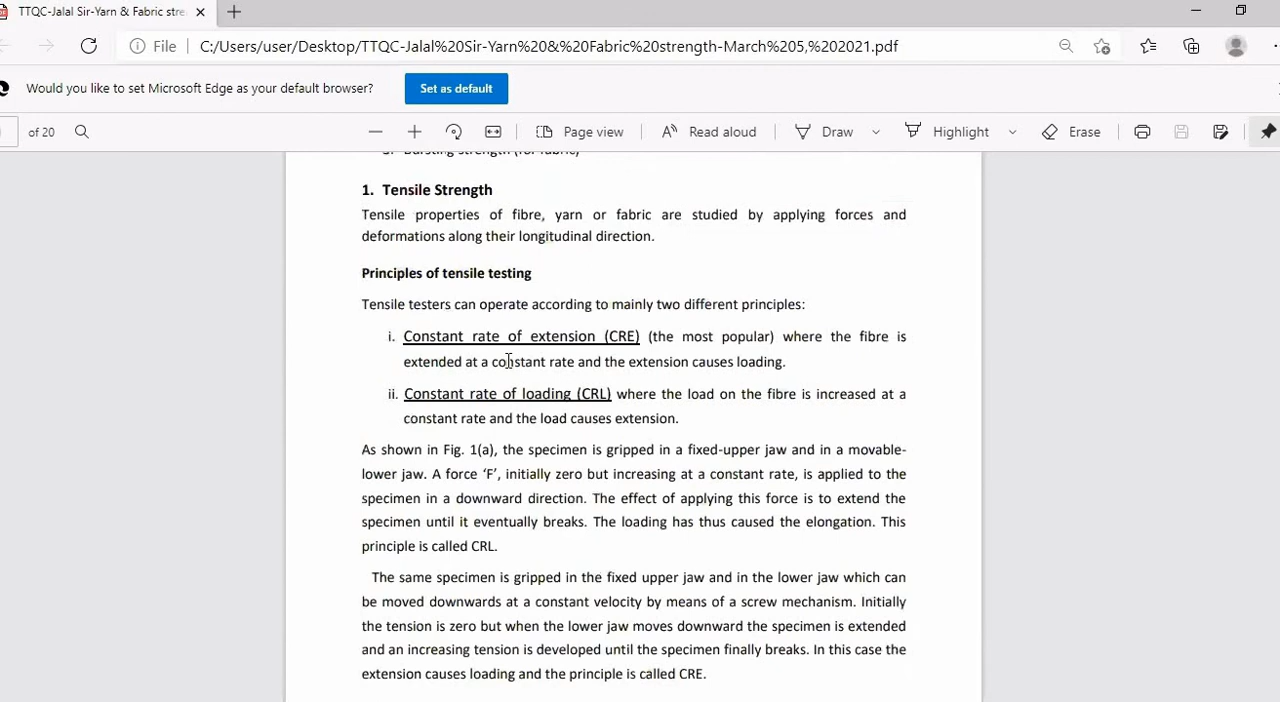 TTQC-Jalal Sir-Yarn & Fabric stre
File C:/Users/user/Desktop/TTQC-Jalal%20Sir-Yarn%20&%20Fabric%20strength-March%205,%202021.pdf
Would you like to set Microsoft Edge as your default browser? Set as default
of 20 Page view Read aloud Draw Highlight Erase
3. Bursting strength (for fabric)
1. Tensile Strength
Tensile properties of fibre, yarn or fabric are studied by applying forces and
deformations along their longitudinal direction.
Principles of tensile testing
Tensile testers can operate according to mainly two different principles:
i. Constant rate of extension (CRE) (the most popular) where the fibre is
extended at a constant rate and the extension causes loading.
ii. Constant rate of loading (CRL) where the load on the fibre is increased at a
constant rate and the load causes extension.
As shown in Fig. 1(a), the specimen is gripped in a fixed-upper jaw and in a movable-
lower jaw. A force ‘F’, initially zero but increasing at a constant rate, is applied to the
specimen in a downward direction. The effect of applying this force is to extend the
specimen until it eventually breaks. The loading has thus caused the elongation. This
principle is called CRL.
The same specimen is gripped in the fixed upper jaw and in the lower jaw which can
be moved downwards at a constant velocity by means of a screw mechanism. Initially
the tension is zero but when the lower jaw moves downward the specimen is extended
and an increasing tension is developed until the specimen finally breaks. In this case the
extension causes loading and the principle is called CRE.